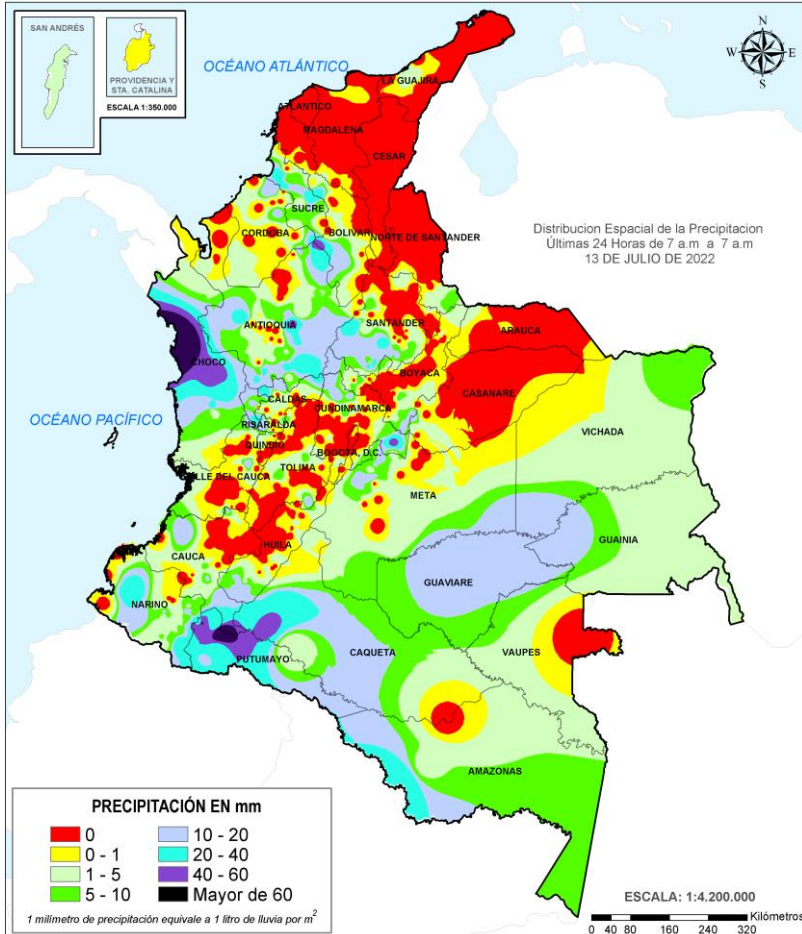 SAN ANDRÉS
PROVIDENCIA Y
STA. CATALINA
ESCALA 1:350.000
OCÉANO ATLÁNTICO
N
W
E
S
LA GUAJIRA
ATLANTICO
MAGDALENA
CESAR
SUCRE
CORDOBA
BOLIVAR
NORTE DE SANTANDER
Distribucion Espacial de la Precipitacion
Últimas 24 Horas de 7 a.m a 7 a.m
13 DE JULIO DE 2022
ANTIOQUIA
SANTANDER
ARAUCA
CHOCO
BOYACA
CASANARE
CALDAS
CUNDINAMARCA
OCÉANO PACÍFICO
RISARALDA
VICHADA
QUINDIO
BOGOTA, D.C.
TOLIMA
VALLE DEL CAUCA
META
GUAINIA
HUILA
CAUCA
GUAVIARE
NARINO
CAQUETA
VAUPES
PUTUMAYO
AMAZONAS
PRECIPITACIÓN EN mm
0
10 - 20
0 - 1
20 - 40
1 - 5
40 - 60
5 - 10
Mayor de 60
1 milímetro de precipitación equivale a 1 litro de lluvia por m²
ESCALA: 1:4.200.000
Kilómetros
0 40 80 160 240 320